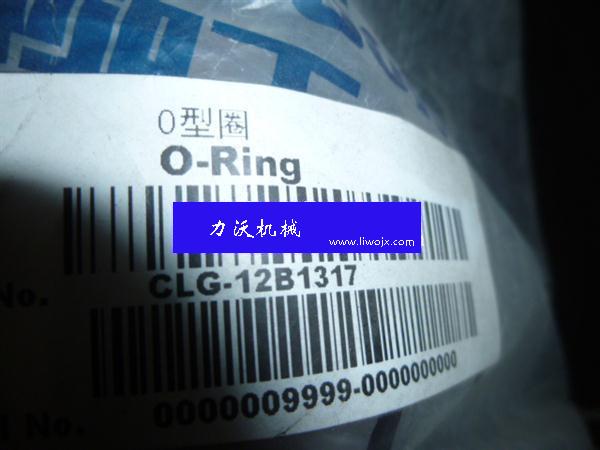 O型圈
O-Ring
力沃机械
www.liwojx.com
No.
CLG-12B1317
No.
0000009999-0000000000